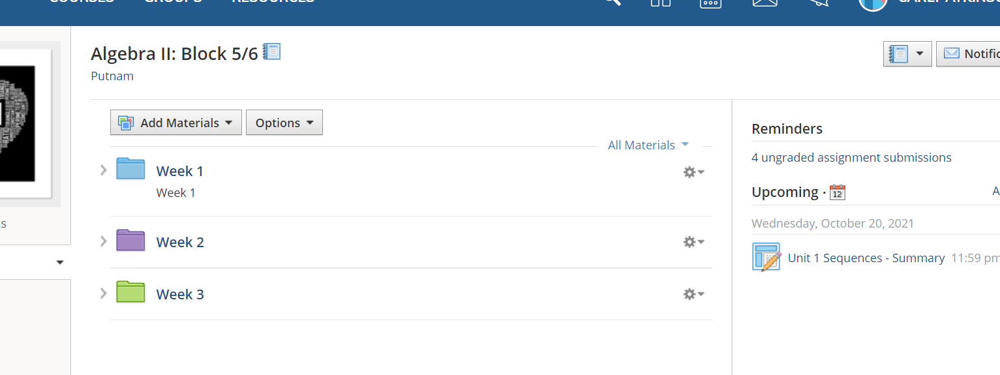 COURSES GROUPS RESOURCES
Algebra II: Block 5/6
Putnam
Notific
Add Materials
Options
All Materials
Week 1
Week 1
Week 2
Week 3
Reminders
4 ungraded assignment submissions
Upcoming · 12
A
Wednesday, October 20, 2021
Unit 1 Sequences - Summary 11:59 pm
s
RATIO